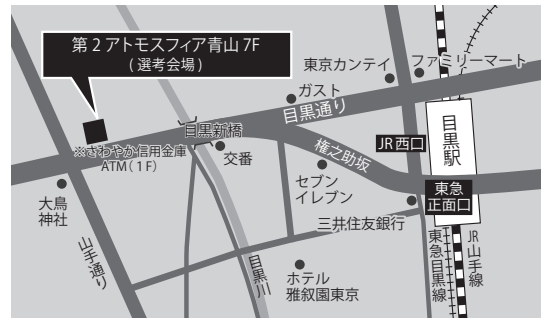 第2アトモスフィア青山7F
(選考会場)
東京カンテイ
ファミリーマート
ガスト
目黒通り
目黒新橋
※さわやか信用金庫
ATM(1F)
交番
権之助坂
JR西口
目黒駅
セブン
イレブン
東急
正面口
大鳥
神社
三井住友銀行
山手通り
目黒川
ホテル
雅叙園東京
東急目黒線
JR山手線